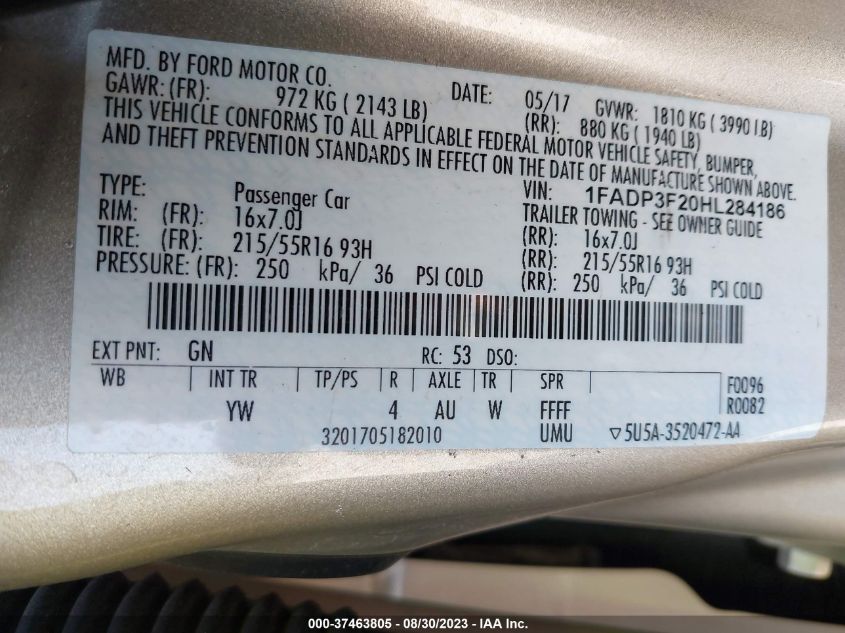 MFD. BY FORD MOTOR CO. DATE: 05/17 GVWR: 1810 KG ( 3990 LB)
GAWR: (FR): 972 KG ( 2143 LB) (RR): 880 KG ( 1940 LB)
THIS VEHICLE CONFORMS TO ALL APPLICABLE FEDERAL MOTOR VEHICLE SAFETY, BUMPER,
AND THEFT PREVENTION STANDARDS IN EFFECT ON THE DATE OF MANUFACTURE SHOWN ABOVE.
VIN: 1FADP3F20HL284186
TYPE: Passenger Car TRAILER TOWING - SEE OWNER GUIDE
RIM: (FR): 16x7.0J (RR): 16x7.0J
TIRE: (FR): 215/55R16 93H (RR): 215/55R16 93H
PRESSURE: (FR): 250 kPa/ 36 PSI COLD (RR): 250 kPa/ 36 PSI COLD
EXT PNT: GN RC: 53 DSO:
WB INT TR TP/PS R AXLE TR SPR F0096
YW 4 AU W FFFF R0082
3201705182010 UMU ▽5U5A-3520472-AA
000-37463805 - 08/30/2023 - IAA Inc.